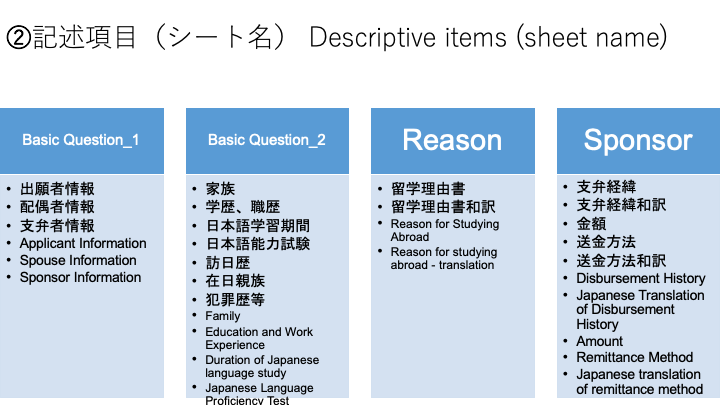 ②記述項目（シート名） Descriptive items (sheet name)
Basic Question_1
• 出願者情報
• 配偶者情報
• 支弁者情報
• Applicant Information
• Spouse Information
• Sponsor Information
Basic Question_2
• 家族
• 学歴、職歴
• 日本語学習期間
• 日本語能力試験
• 訪日歴
• 在日親族
• 犯罪歴等
• Family
• Education and Work
Experience
• Duration of Japanese
language study
• Japanese Language
Proficiency Test
Reason
• 留学理由書
• 留学理由書和訳
• Reason for Studying
Abroad
• Reason for studying
abroad - translation
Sponsor
• 支弁経緯
• 支弁経緯和訳
• 金額
• 送金方法
• 送金方法和訳
• Disbursement History
• Japanese Translation
of Disbursement
History
• Amount
• Remittance Method
• Japanese translation
of remittance method